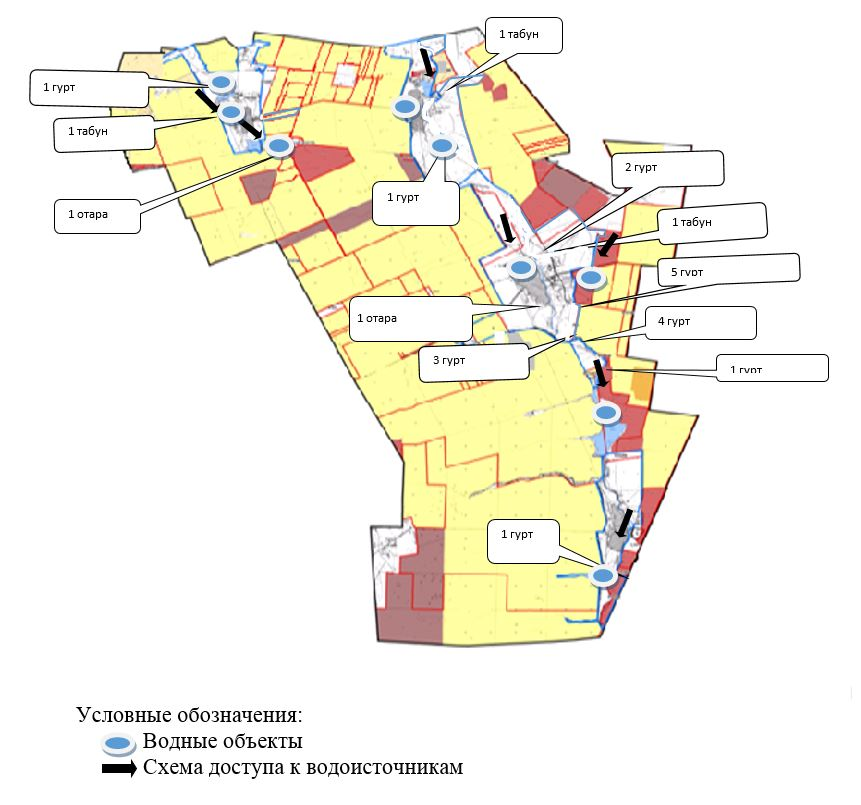 1 табун
1 гурт
1 табун
2 гурт
1 гурт
1 отара
1 табун
5 гурт
1 отара
4 гурт
3 гурт
1 гурт
1 гурт
Условные обозначения:
Водные объекты
Схема доступа к водоисточникам